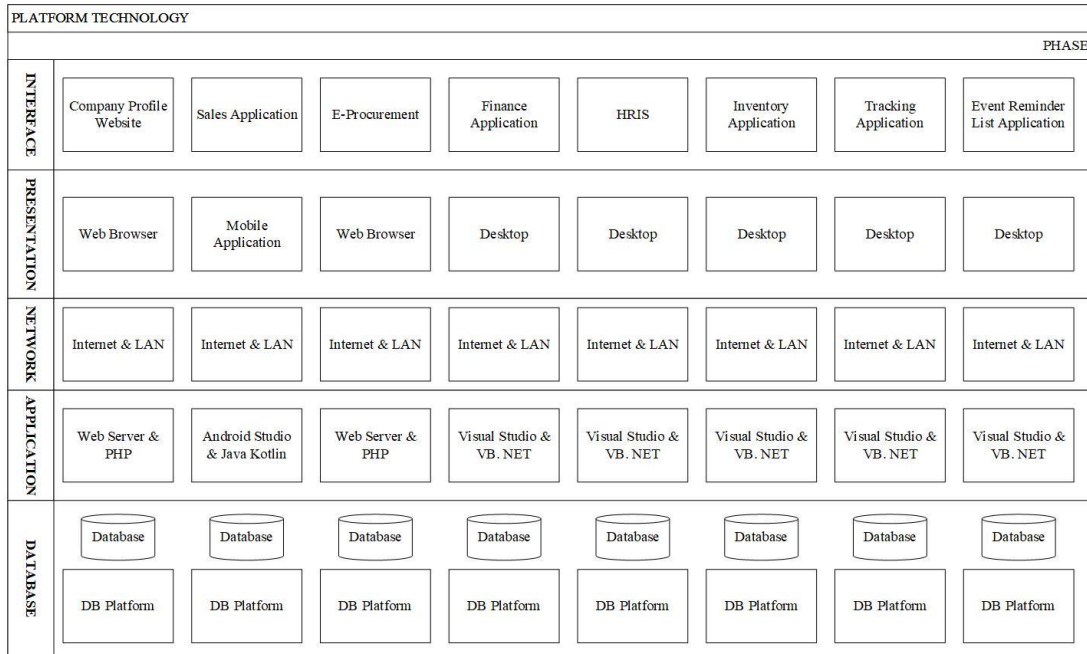 PLATFORM TECHNOLOGY
PHASE
INTERFACE
Company Profile
Website
Sales Application
E-Procurement
Finance
Application
HRIS
Inventory
Application
Tracking
Application
Event Reminder
List Application
PRESENTATION
Web Browser
Mobile
Application
Web Browser
Desktop
Desktop
Desktop
Desktop
Desktop
NETWORK
Internet & LAN
Internet & LAN
Internet & LAN
Internet & LAN
Internet & LAN
Internet & LAN
Internet & LAN
Internet & LAN
APPLICATION
Web Server &
PHP
Android Studio
& Java Kotlin
Web Server &
PHP
Visual Studio &
VB. NET
Visual Studio &
VB. NET
Visual Studio &
VB. NET
Visual Studio &
VB. NET
Visual Studio &
VB. NET
DATABASE
Database
Database
Database
Database
Database
Database
Database
Database
DB Platform
DB Platform
DB Platform
DB Platform
DB Platform
DB Platform
DB Platform
DB Platform